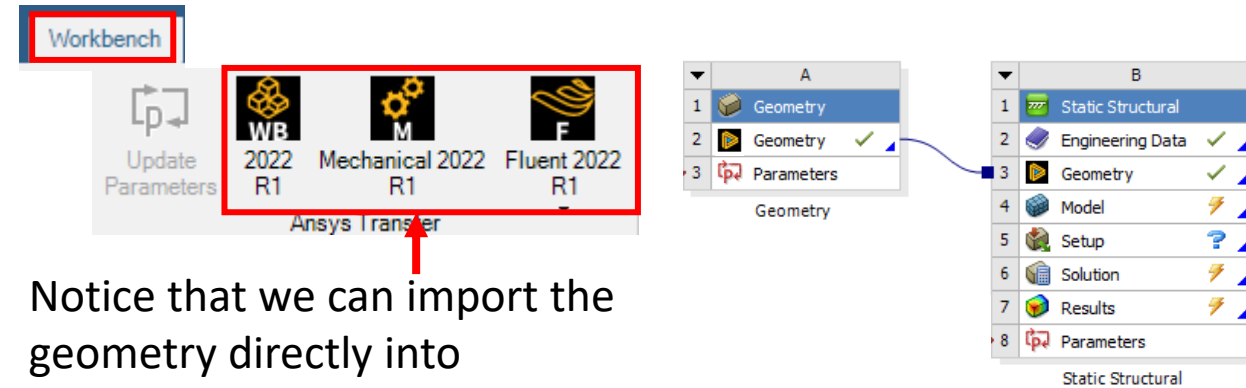 Workbench
Update
Parameters
WB
2022
R1
M
Mechanical 2022
R1
F
Fluent 2022
R1
Ansys Transfer
Notice that we can import the
geometry directly into
A
1 Geometry
2 Geometry
3 Parameters
Geometry
B
1 Static Structural
2 Engineering Data
3 Geometry
4 Model
5 Setup
6 Solution
7 Results
8 Parameters
Static Structural